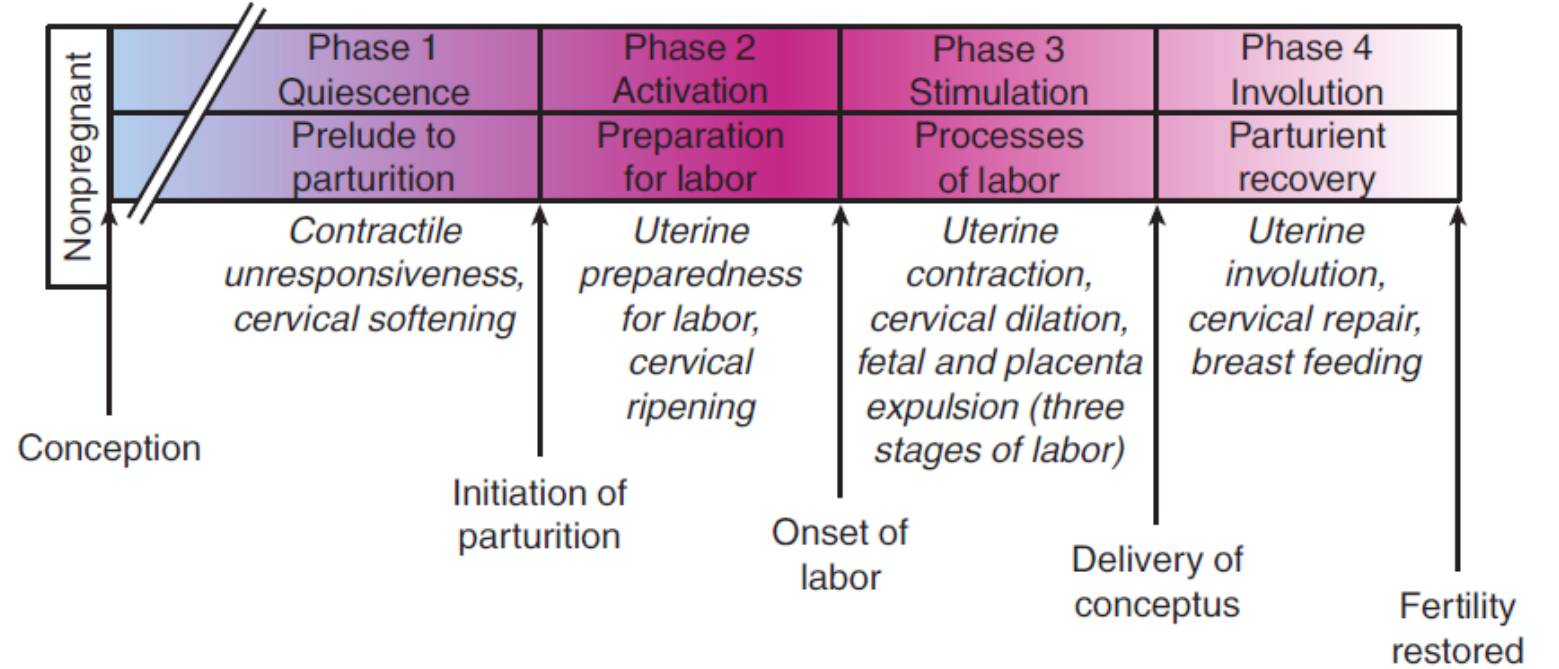 Nonpregnant
Phase 1
Quiescence
Prelude to
parturition
Contractile
unresponsiveness,
cervical softening
Phase 2
Activation
Preparation
for labor
Uterine
preparedness
for labor,
cervical
ripening
Phase 3
Stimulation
Processes
of labor
Uterine
contraction,
cervical dilation,
fetal and placenta
expulsion (three
stages of labor)
Phase 4
Involution
Parturient
recovery
Uterine
involution,
cervical repair,
breast feeding
Conception
Initiation of
parturition
Onset of
labor
Delivery of
conceptus
Fertility
restored